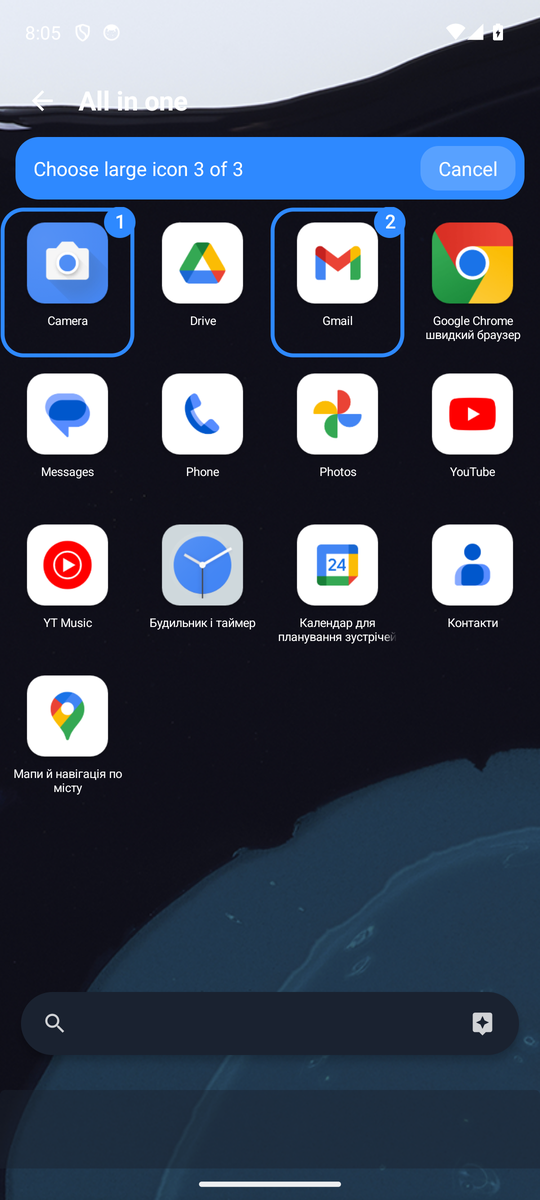 8:05
All in one
Choose large icon 3 of 3
Cancel
1
2
Camera
Drive
Gmail
Google Chrome
швидкий браузер
Messages
Phone
Photos
YouTube
YT Music
Будильник і таймер
24
Календар для
планування зустрічей
Контакти
Мапи й навігація по
місту